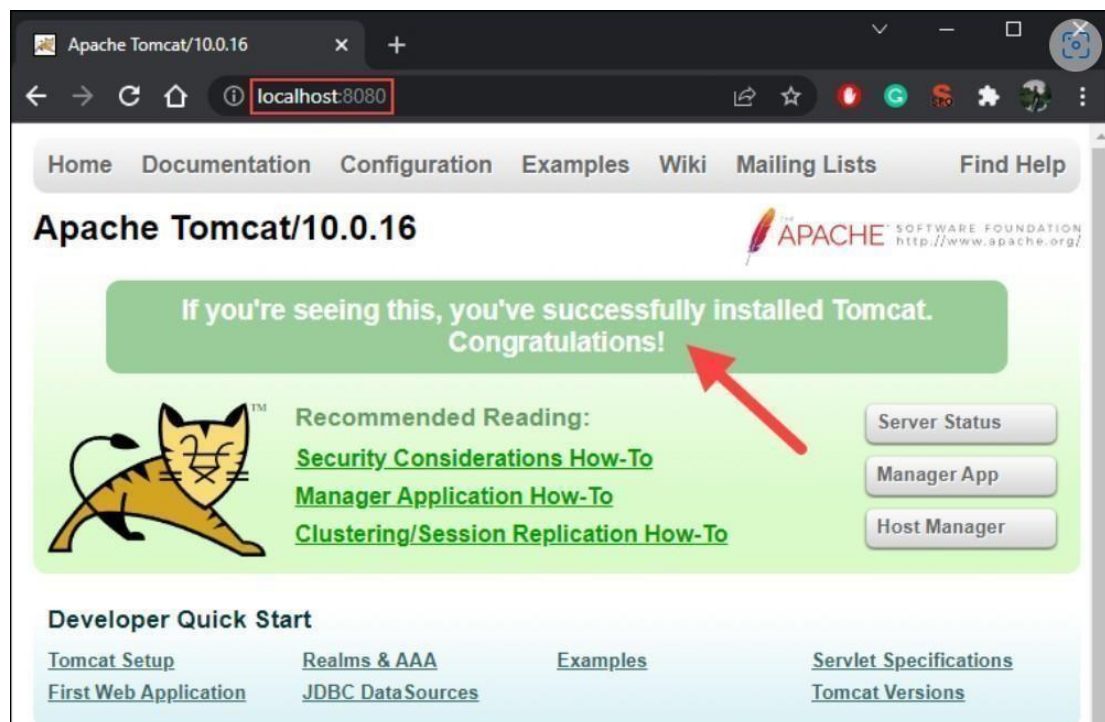 Apache Tomcat/10.0.16
localhost:8080
Home Documentation Configuration Examples Wiki Mailing Lists Find Help
Apache Tomcat/10.0.16
THE APACHE SOFTWARE FOUNDATION
http://www.apache.org/
If you're seeing this, you've successfully installed Tomcat.
Congratulations!
TM
Recommended Reading:
Security Considerations How-To
Manager Application How-To
Clustering/Session Replication How-To
Server Status
Manager App
Host Manager
Developer Quick Start
Tomcat Setup Realms & AAA Examples Servlet Specifications
First Web Application JDBC DataSources Tomcat Versions